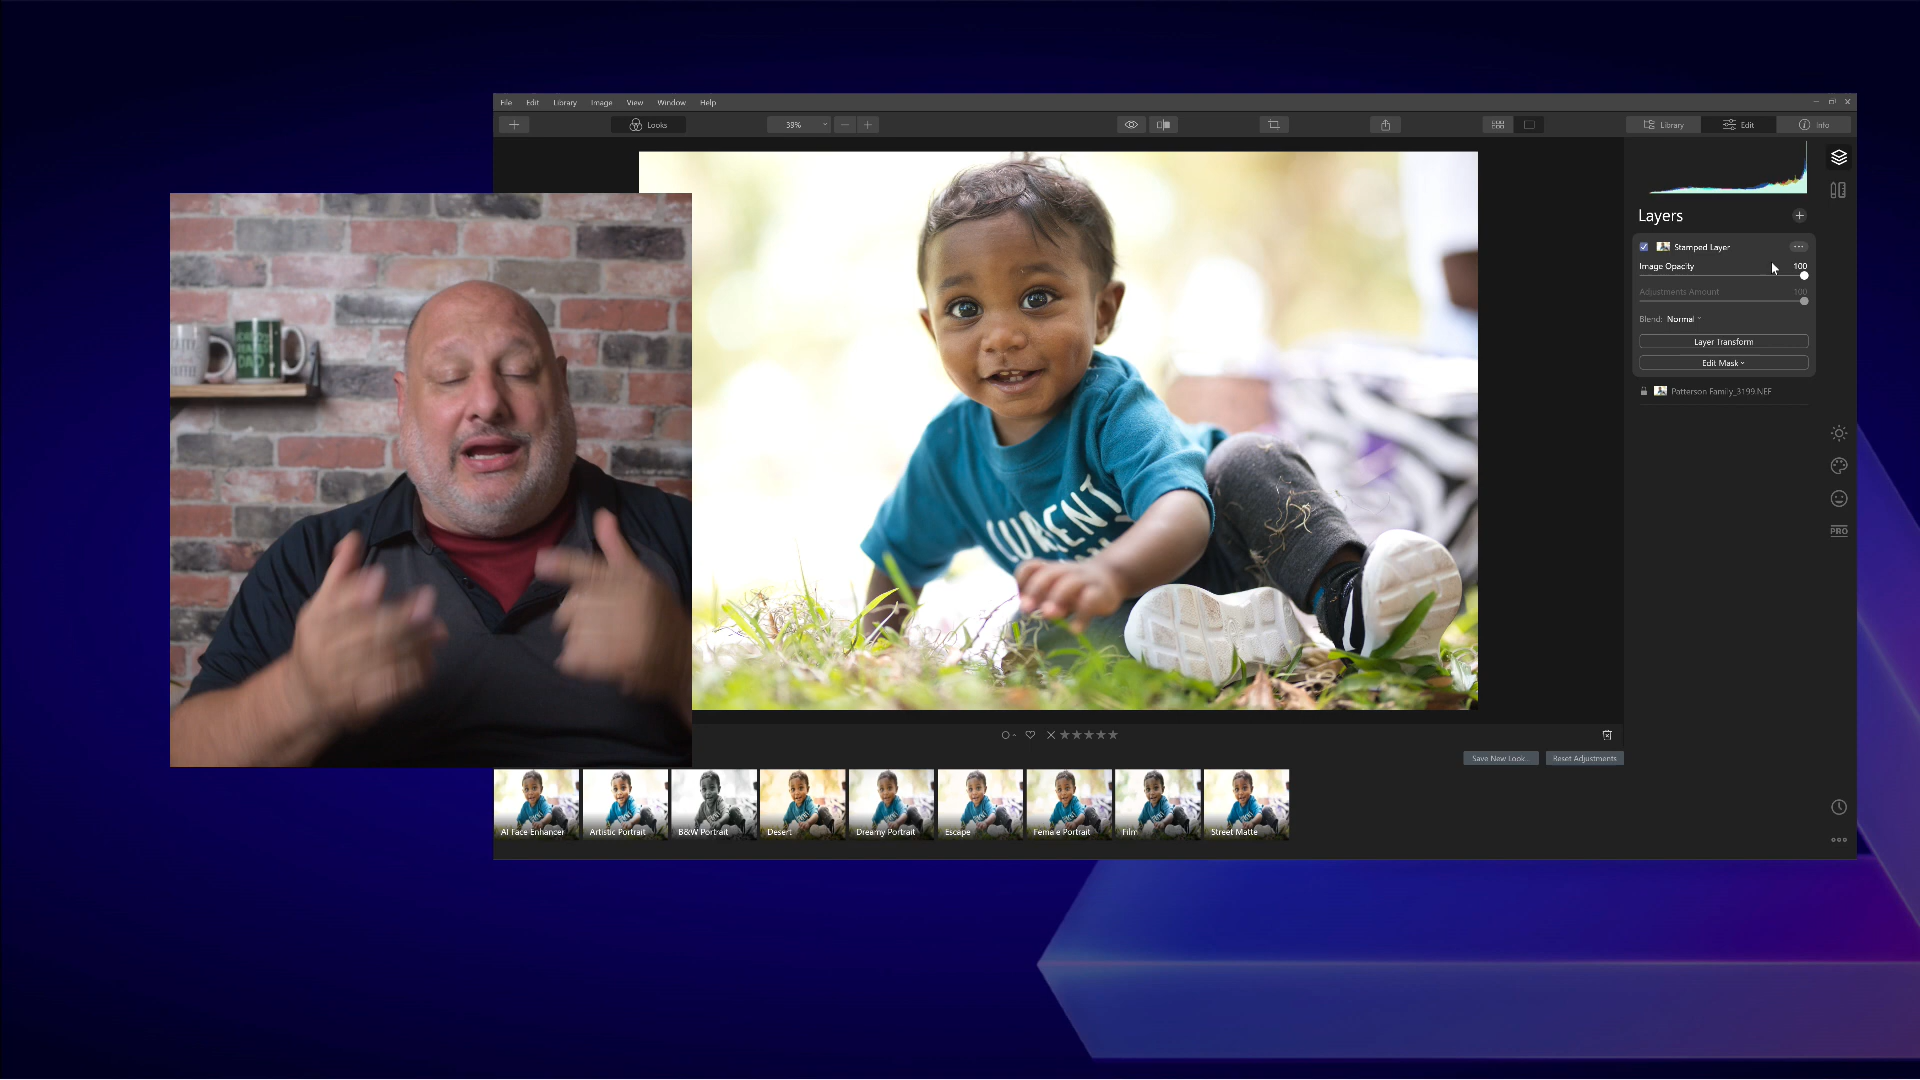 File Edit Library Image View Window Help
Looks 39% Library Edit Info
Layers
Stamped Layer
Image Opacity 100
Adjustments Amount 100
Blend: Normal
Layer Transform
Edit Mask
Patterson Family_3199.NEF
PRO
DAD
Save New Look... Reset Adjustments
AI Face Enhancer Artistic Portrait B&W Portrait Desert Dreamy Portrait Escape Female Portrait Film Street Matte